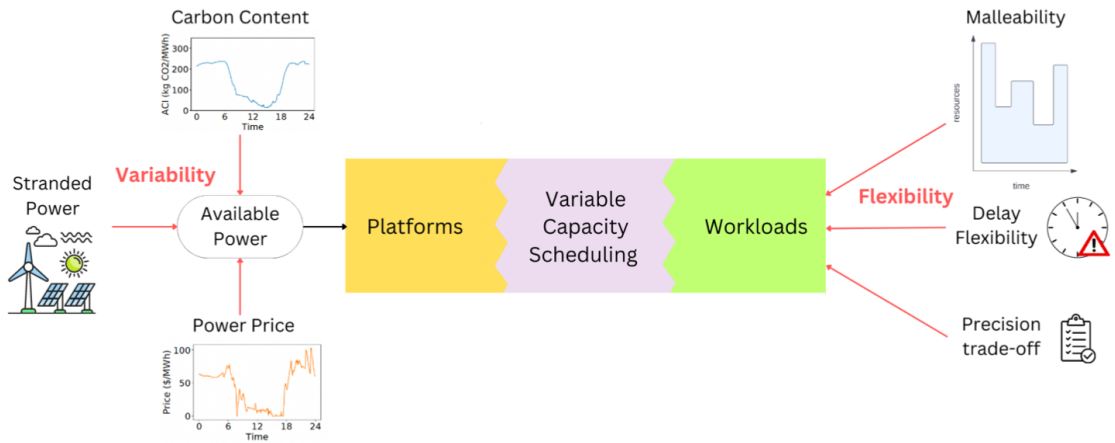 Carbon Content
ACI (kg CO2/MWh)
300
200
100
0
0 6 12 18 24
Time
Stranded
Power
Variability
Available
Power
Power Price
Price ($/MWh)
100
50
0
0 6 12 18 24
Time
Platforms
Variable
Capacity
Scheduling
Workloads
Malleability
resources
time
Flexibility
Delay
Flexibility
Precision
trade-off